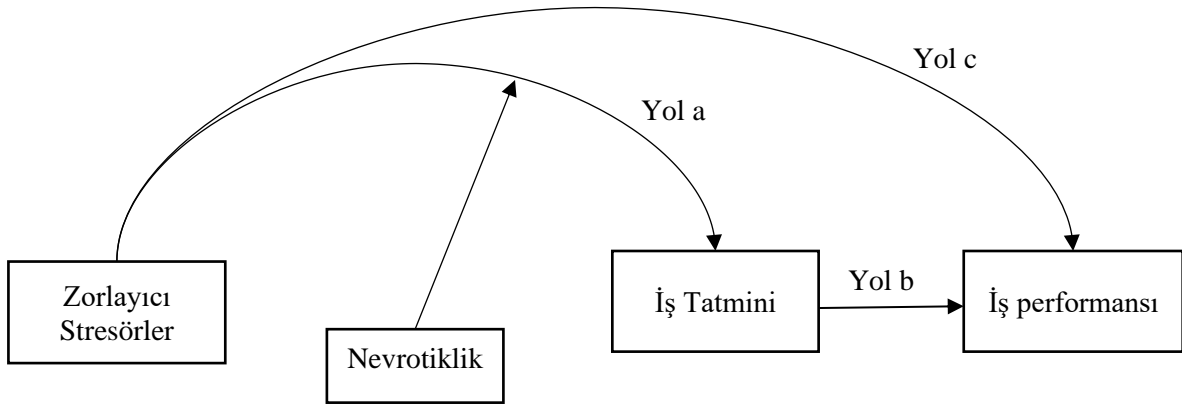 Yol c
Yol a
Zorlayıcı
Stresörler
Nevrotiklik
İş Tatmini
Yol b
İş performansı